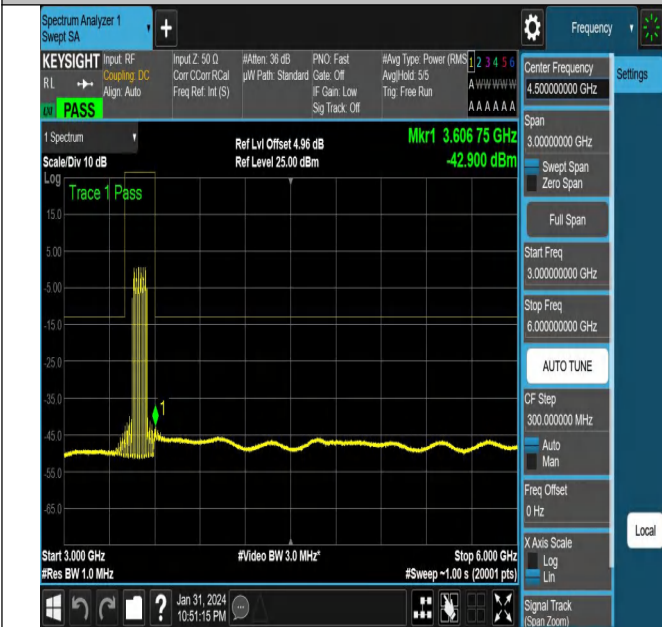 Spectrum Analyzer 1
Swept SA
Frequency
KEYSIGHT
RL
Input: RF
Coupling: DC
Align: Auto
Input Z: 50 Ω
Corr CCorr RCal
Freq Ref: Int (S)
#Atten: 36 dB
µW Path: Standard
PNO: Fast
Gate: Off
IF Gain: Low
Sig Track: Off
#Avg Type: Power (RMS
Avg|Hold: 5/5
Trig: Free Run
1 2 3 4 5 6
A W W W W W
A A A A A A
PASS
1 Spectrum
Scale/Div 10 dB
Log
Ref Lvl Offset 4.96 dB
Ref Level 25.00 dBm
Mkr1 3.606 75 GHz
-42.900 dBm
Trace 1 Pass
15.0
5.00
-5.00
-15.0
-25.0
-35.0
-45.0
-55.0
-65.0
1
Start 3.000 GHz
#Res BW 1.0 MHz
#Video BW 3.0 MHz*
Stop 6.000 GHz
#Sweep ~1.00 s (20001 pts)
Jan 31, 2024
10:51:15 PM
Center Frequency
4.500000000 GHz
Settings
Span
3.00000000 GHz
Swept Span
Zero Span
Full Span
Start Freq
3.000000000 GHz
Stop Freq
6.000000000 GHz
AUTO TUNE
CF Step
300.000000 MHz
Auto
Man
Freq Offset
0 Hz
X Axis Scale
Log
Lin
Local
Signal Track
(Span Zoom)